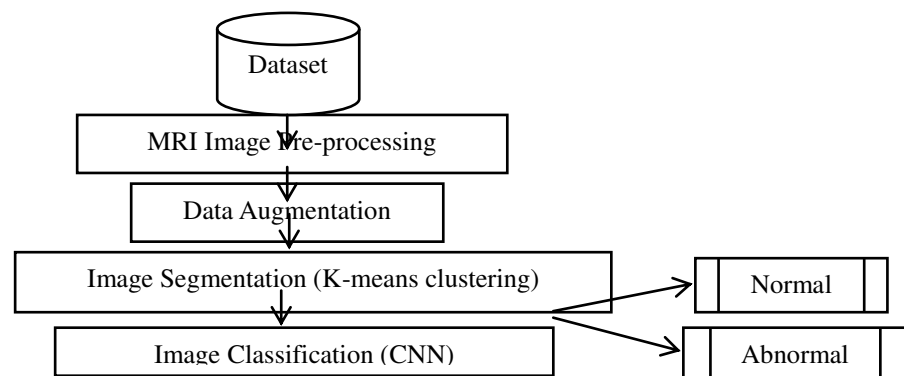 Dataset
MRI Image Pre-processing
Data Augmentation
Image Segmentation (K-means clustering)
Normal
Image Classification (CNN)
Abnormal